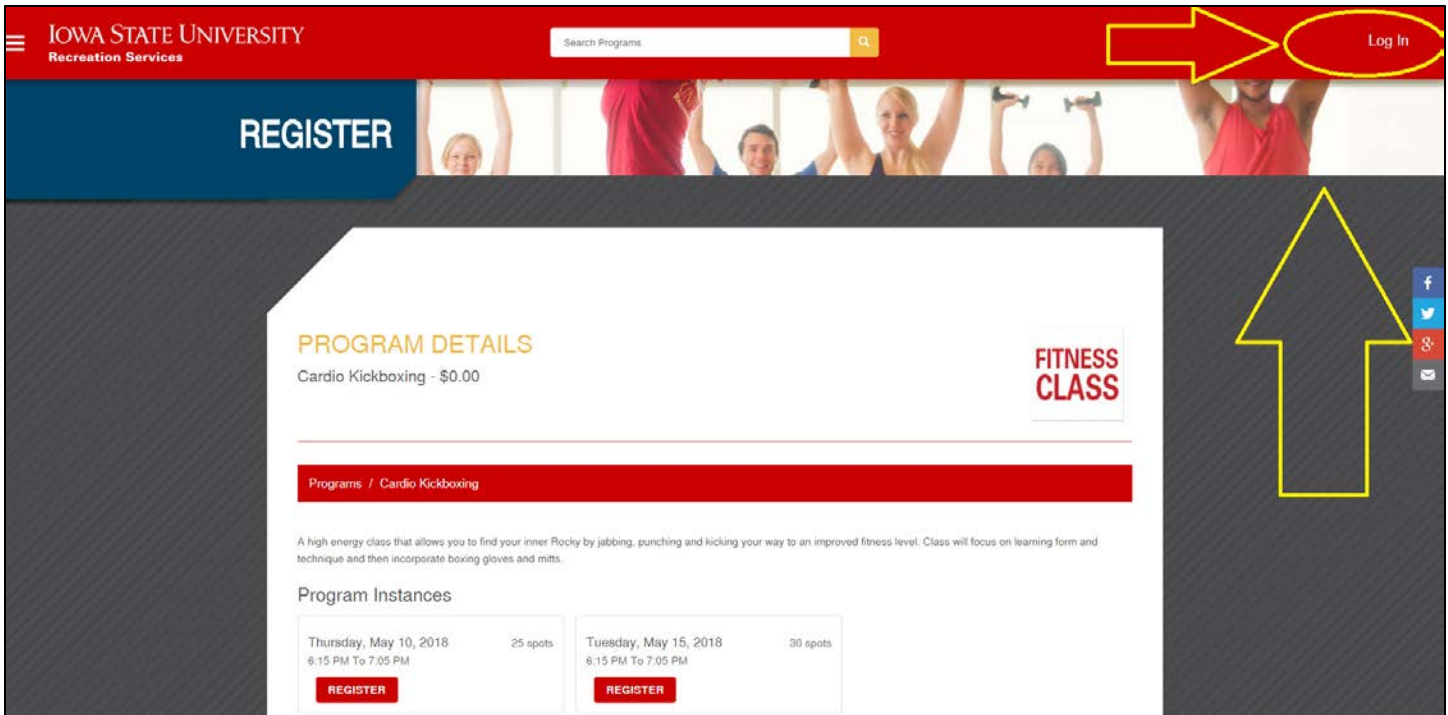 IOWA STATE UNIVERSITY
Recreation Services
Search Programs
Log In
REGISTER
PROGRAM DETAILS
Cardio Kickboxing - $0.00
FITNESS
CLASS
Programs / Cardio Kickboxing
A high energy class that allows you to find your inner Rocky by jabbing, punching and kicking your way to an improved fitness level. Class will focus on learning form and
technique and then incorporate boxing gloves and mitts.
Program Instances
Thursday, May 10, 2018 25 spots
6:15 PM To 7:05 PM
REGISTER
Tuesday, May 15, 2018 30 spots
6:15 PM To 7:05 PM
REGISTER